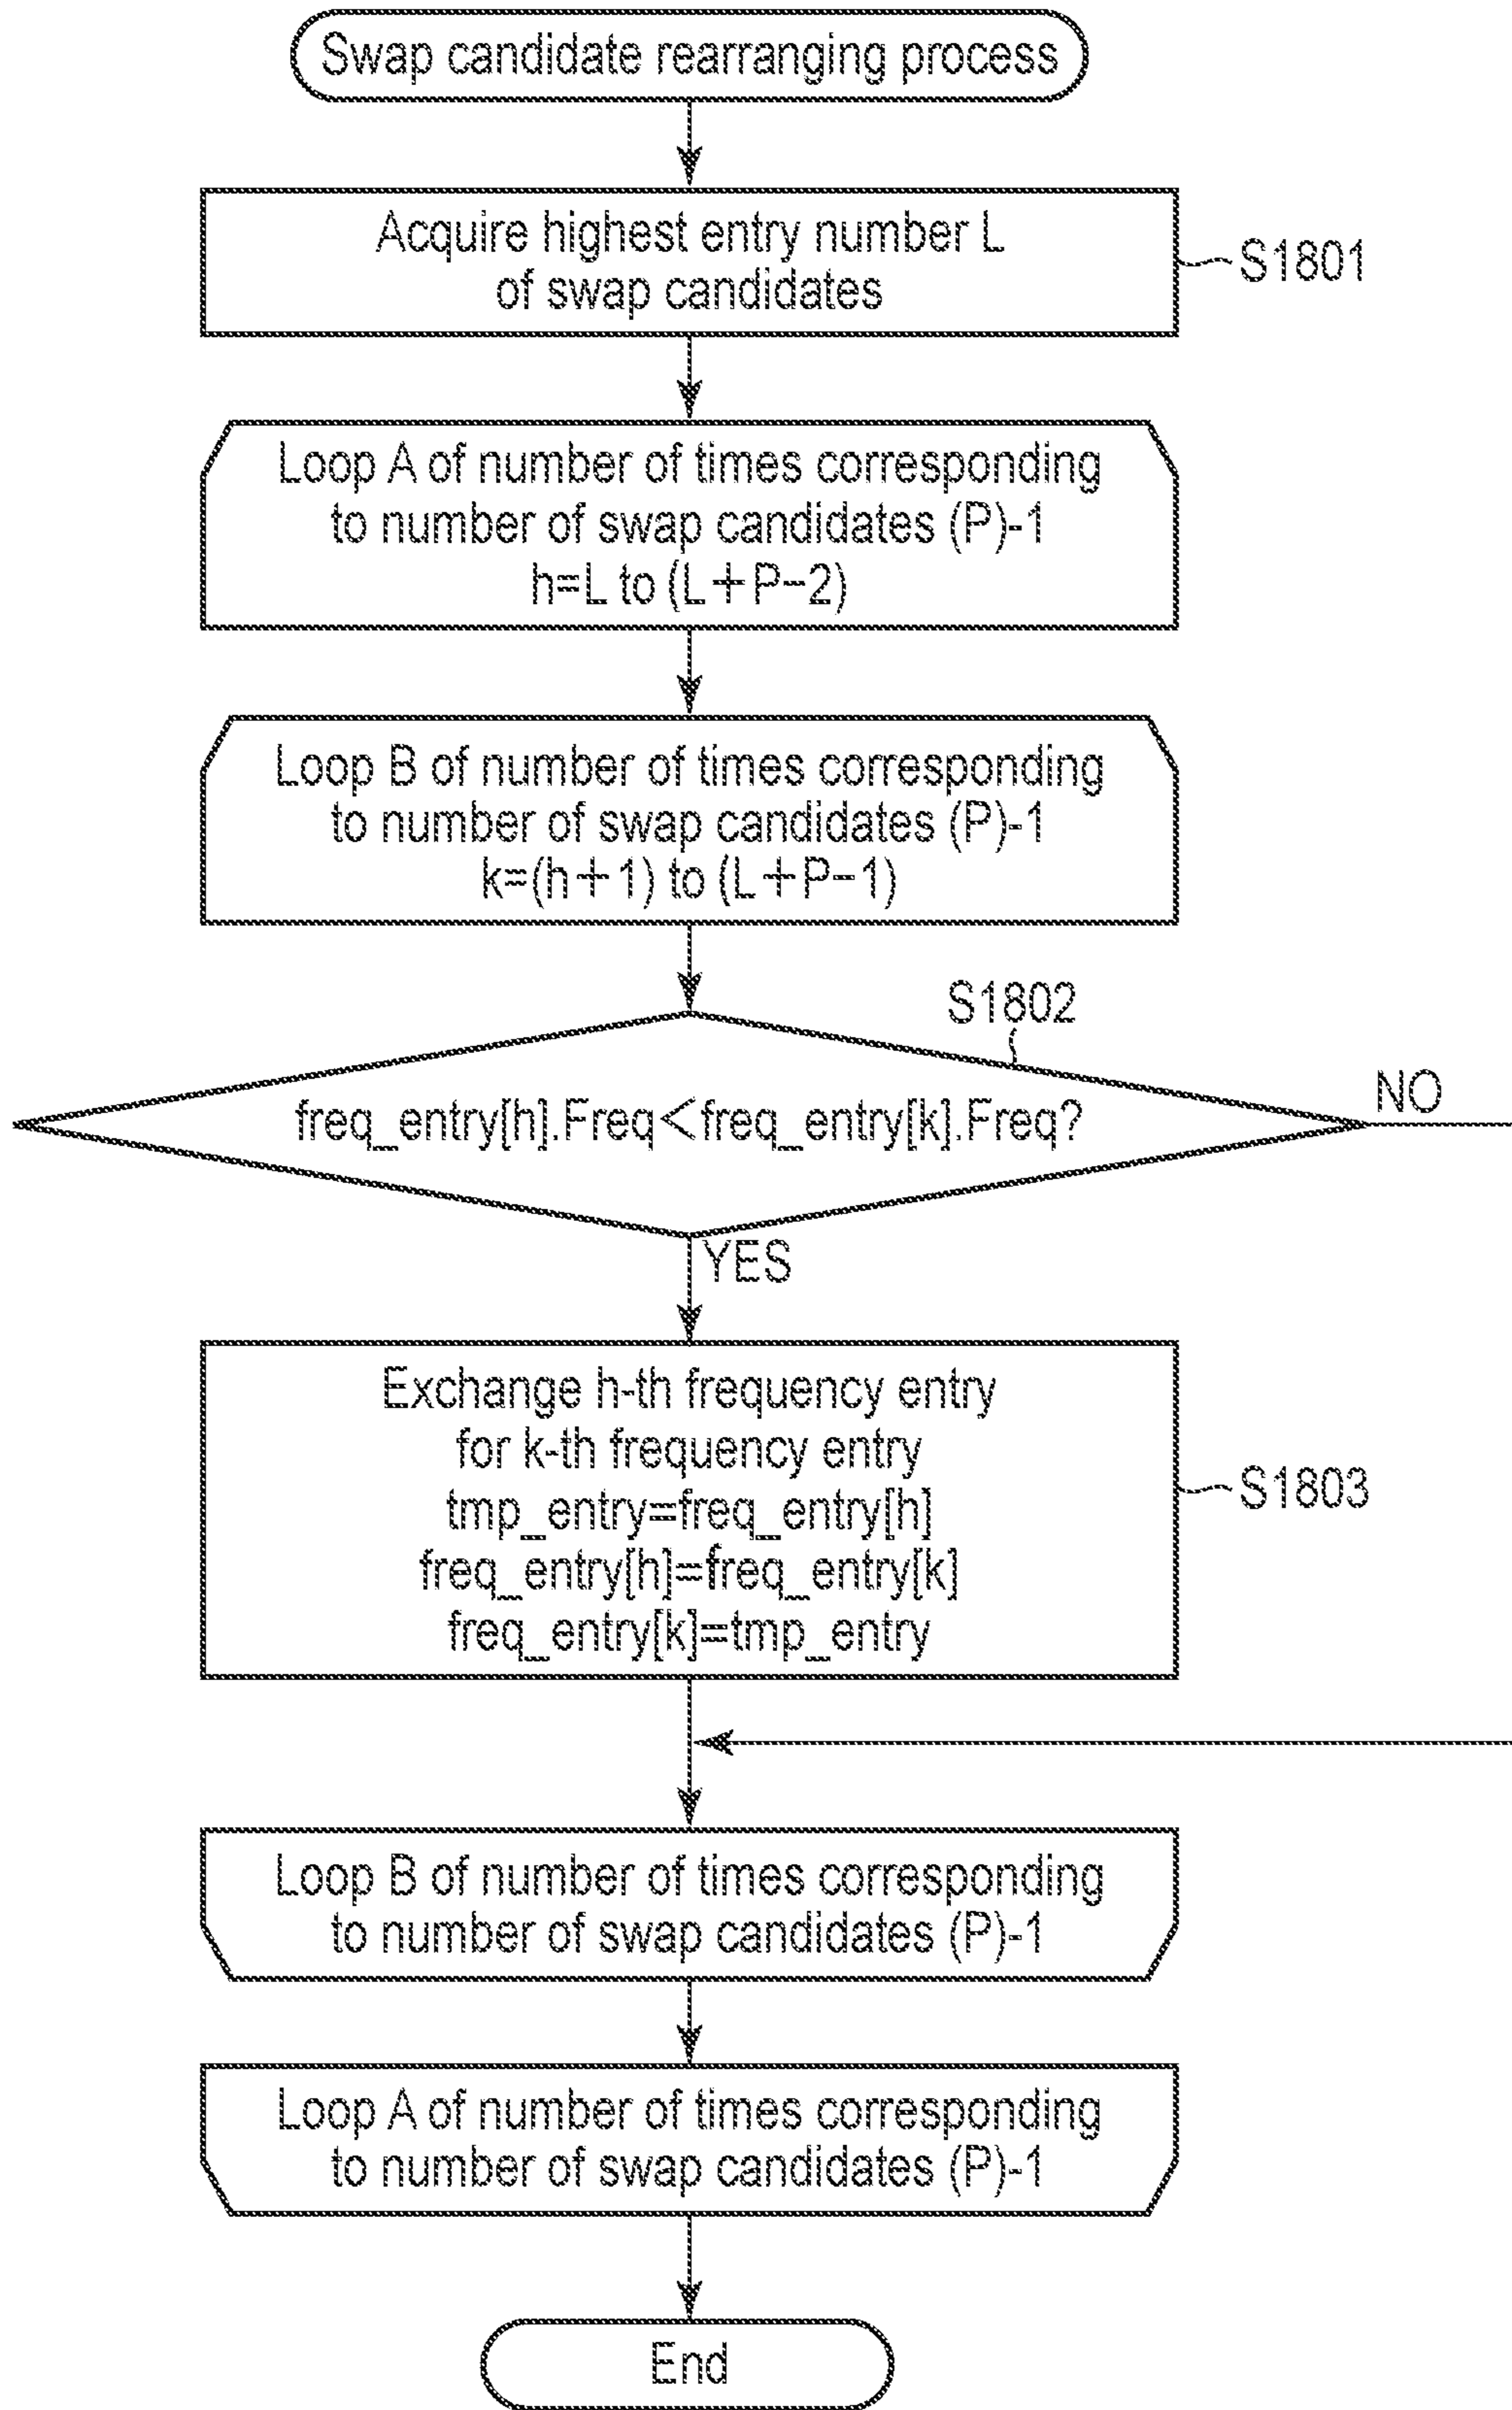 Swap candidate rearranging process
Acquire highest entry number L
of swap candidates
S1801
Loop A of number of times corresponding
to number of swap candidates (P)-1
h=L to (L+P-2)
Loop B of number of times corresponding
to number of swap candidates (P)-1
k=(h+1) to (L+P-1)
S1802
freq_entry[h].Freq<freq_entry[k].Freq?
NO
YES
Exchange h-th frequency entry
for k-th frequency entry
tmp_entry=freq_entry[h]
freq_entry[h]=freq_entry[k]
freq_entry[k]=tmp_entry
S1803
Loop B of number of times corresponding
to number of swap candidates (P)-1
Loop A of number of times corresponding
to number of swap candidates (P)-1
End